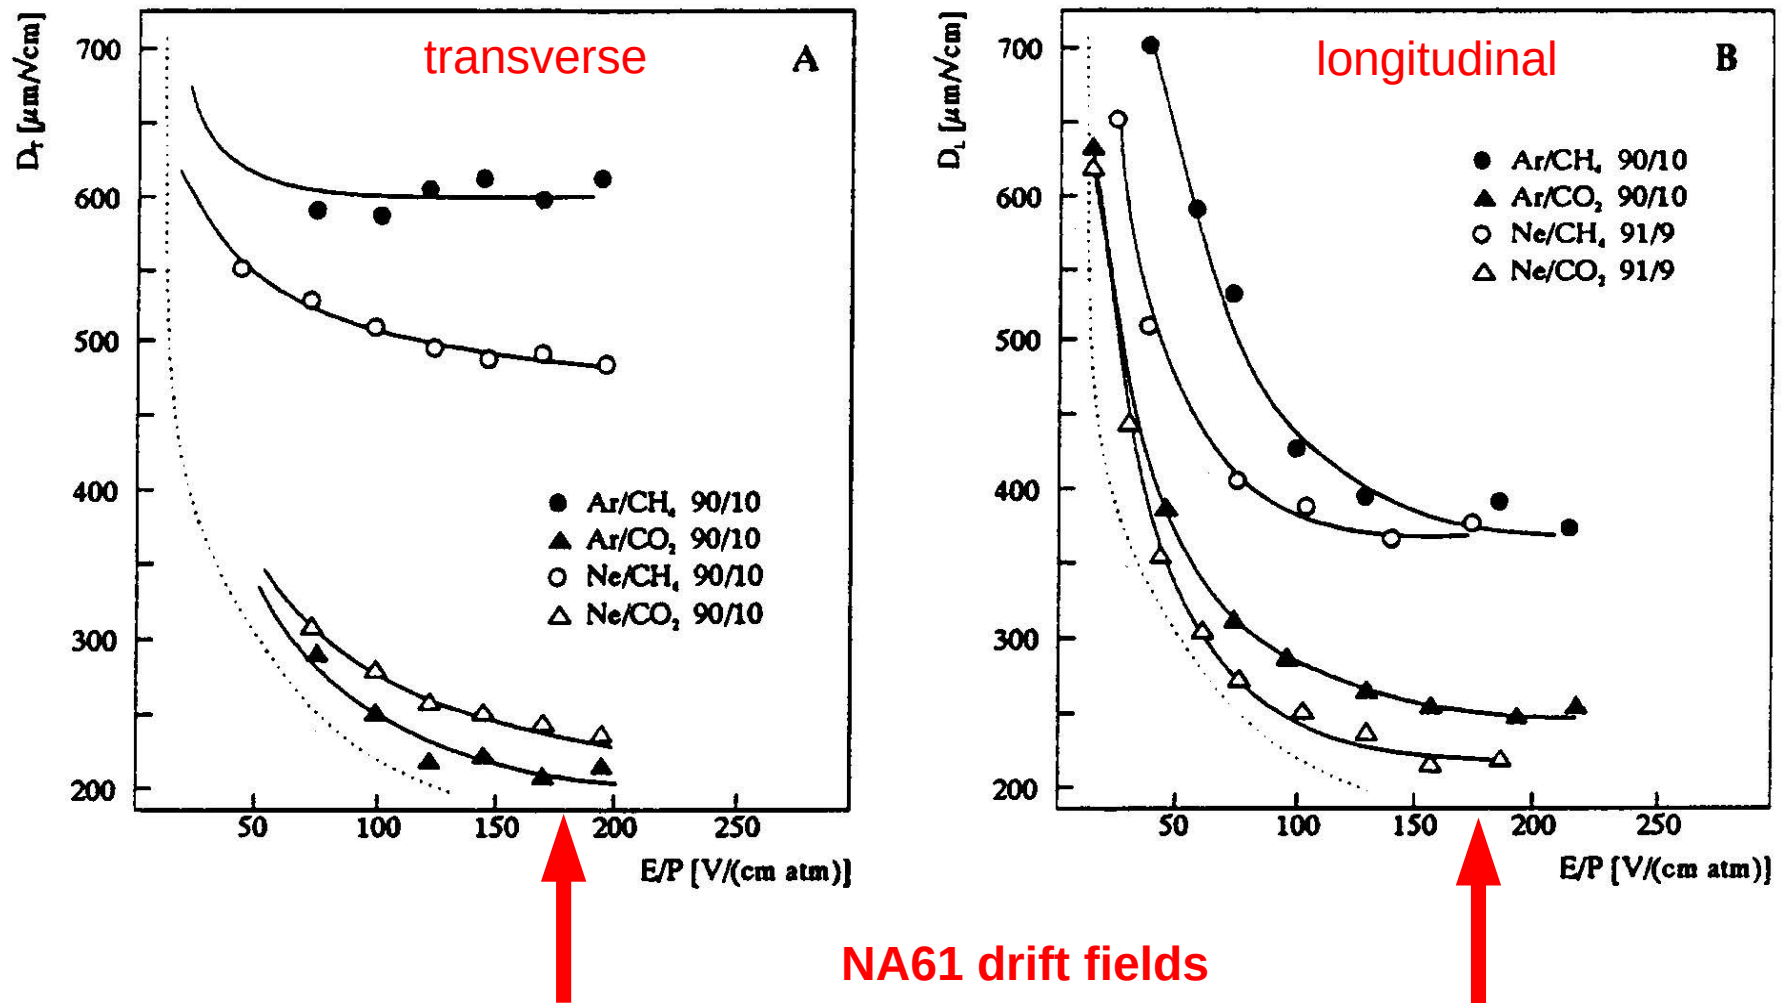 transverse
A
D_T [μm/√cm]
700
600
500
400
300
200
Ar/CH₄ 90/10
Ar/CO₂ 90/10
Ne/CH₄ 90/10
Ne/CO₂ 90/10
50 100 150 200 250
E/P [V/(cm atm)]
longitudinal
B
D_L [μm/√cm]
700
600
500
400
300
200
Ar/CH₄ 90/10
Ar/CO₂ 90/10
Ne/CH₄ 91/9
Ne/CO₂ 91/9
50 100 150 200 250
E/P [V/(cm atm)]
NA61 drift fields